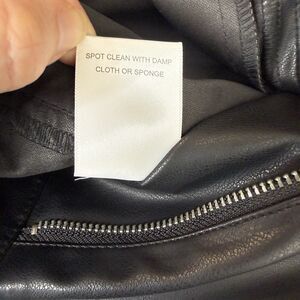 SPOT CLEAN WITH DAMP
CLOTH OR SPONGE